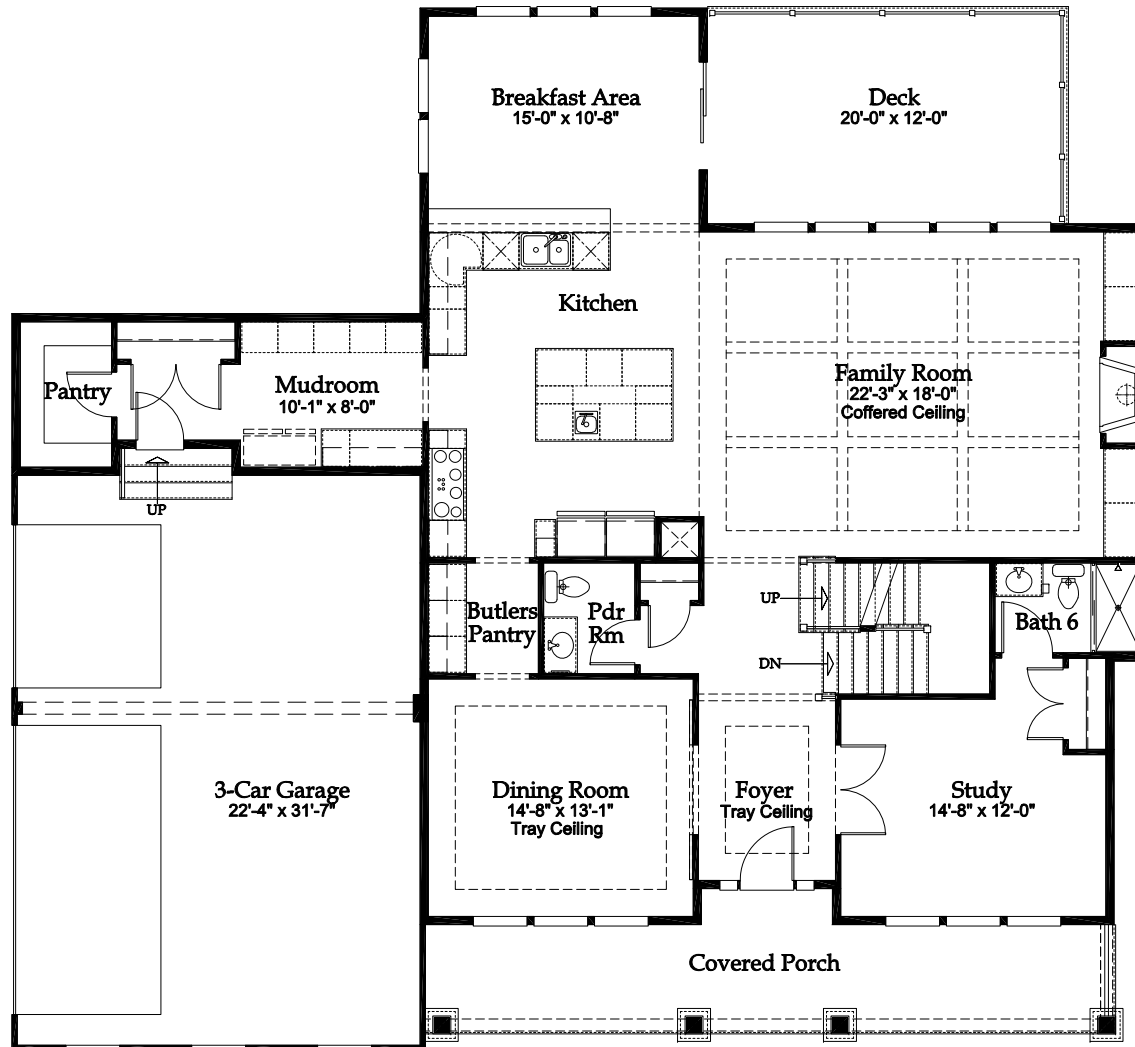 Breakfast Area
15'-0" x 10'-8"
Deck
20'-0" x 12'-0"
Kitchen
Pantry
Mudroom
10'-1" x 8'-0"
Family Room
22'-3" x 18'-0"
Coffered Ceiling
UP
Butlers
Pantry
Pdr
Rm
UP
DN
Bath 6
3-Car Garage
22'-4" x 31'-7"
Dining Room
14'-8" x 13'-1"
Tray Ceiling
Foyer
Tray Ceiling
Study
14'-8" x 12'-0"
Covered Porch